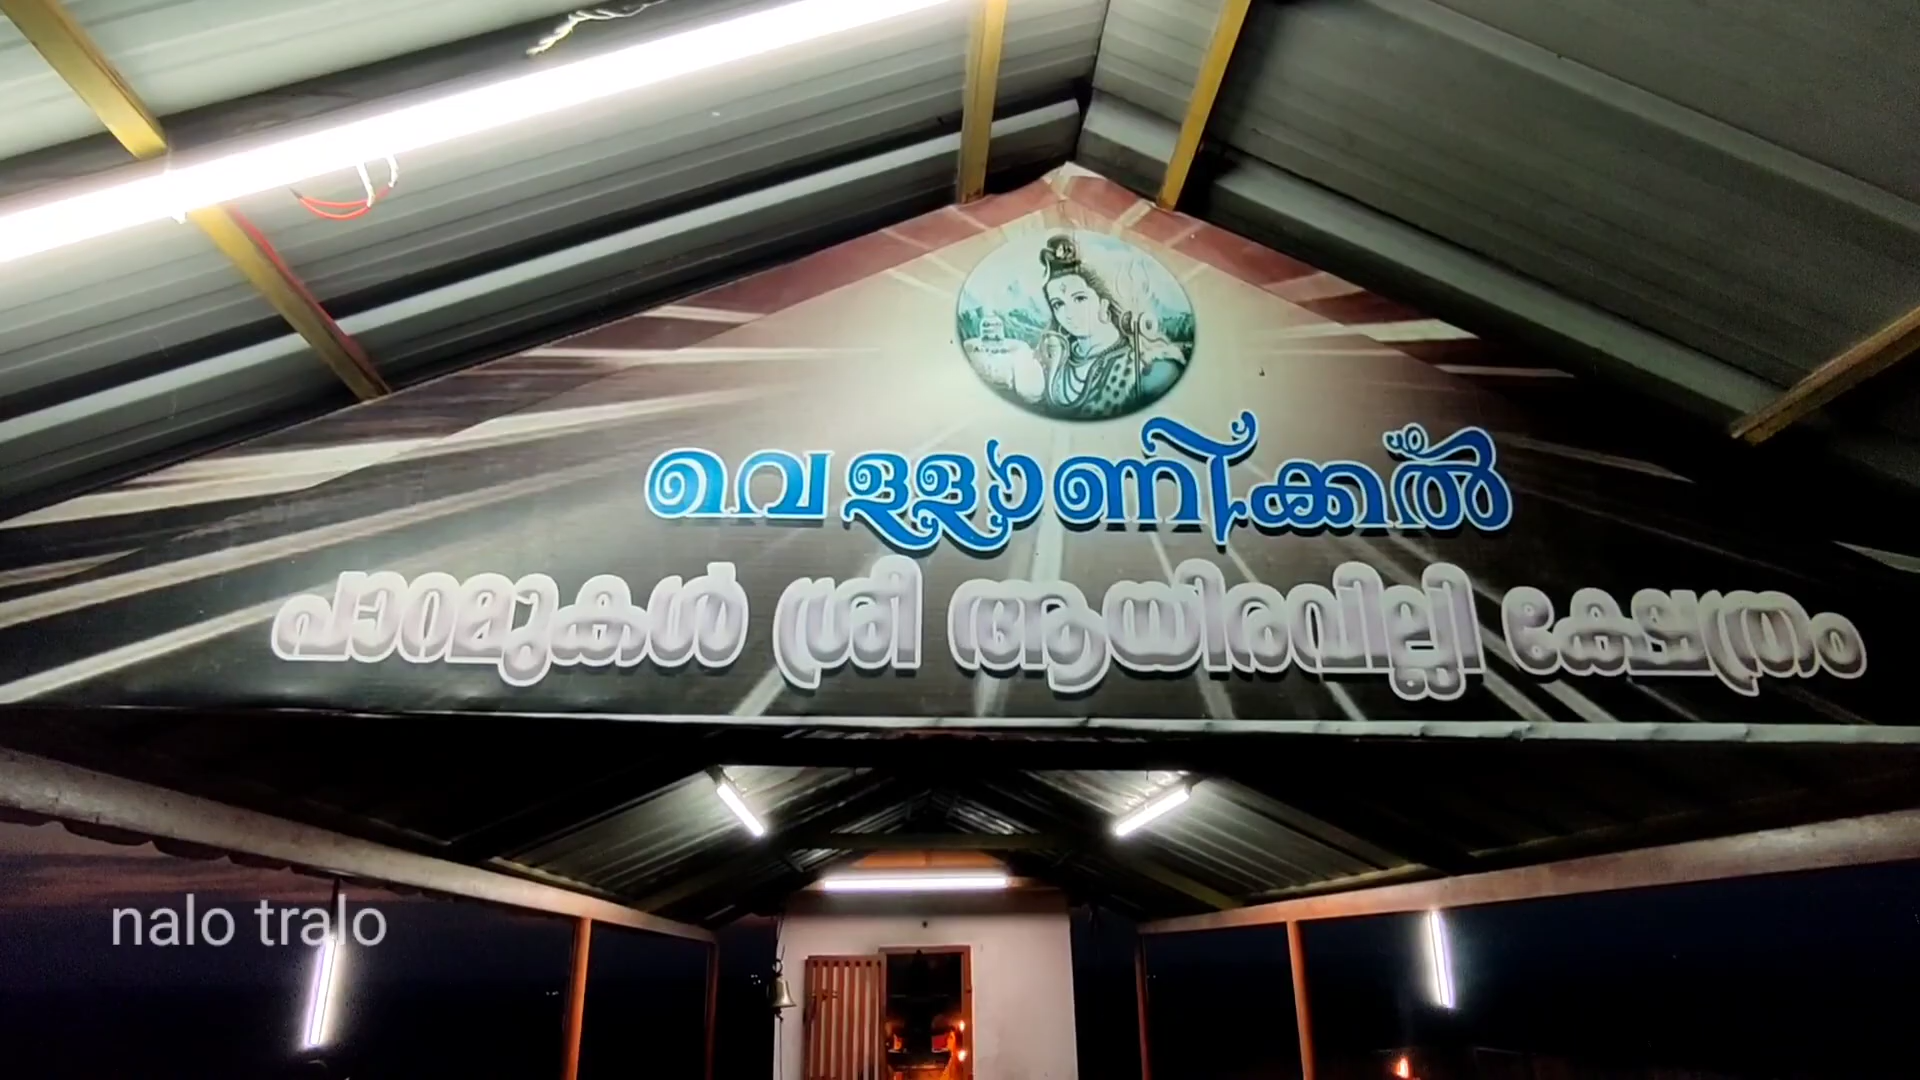 വെള്ളാണിക്കൽ
പാറമുകൾ ശ്രീ ആയിരവില്ലി ക്ഷേത്രം
nalo tralo